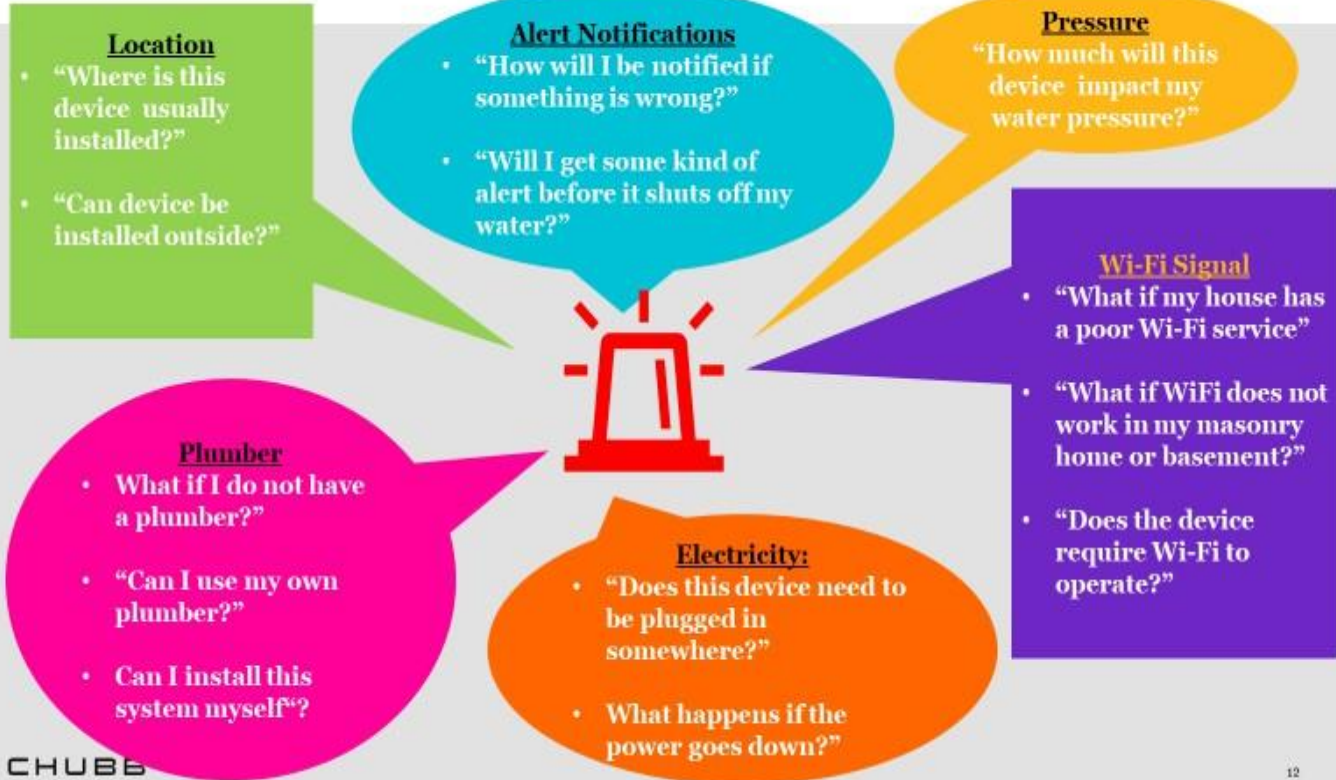 Location
• “Where is this
device usually
installed?”
• “Can device be
installed outside?”
Alert Notifications
• “How will I be notified if
something is wrong?”
• “Will I get some kind of
alert before it shuts off my
water?”
Pressure
“How much will this
device impact my
water pressure?”
Wi-Fi Signal
• “What if my house has
a poor Wi-Fi service”
• “What if WiFi does not
work in my masonry
home or basement?”
• “Does the device
require Wi-Fi to
operate?”
Plumber
• What if I do not have
a plumber?”
• “Can I use my own
plumber?”
• Can I install this
system myself“?
Electricity:
• “Does this device need to
be plugged in
somewhere?”
• What happens if the
power goes down?”
CHUBB
12